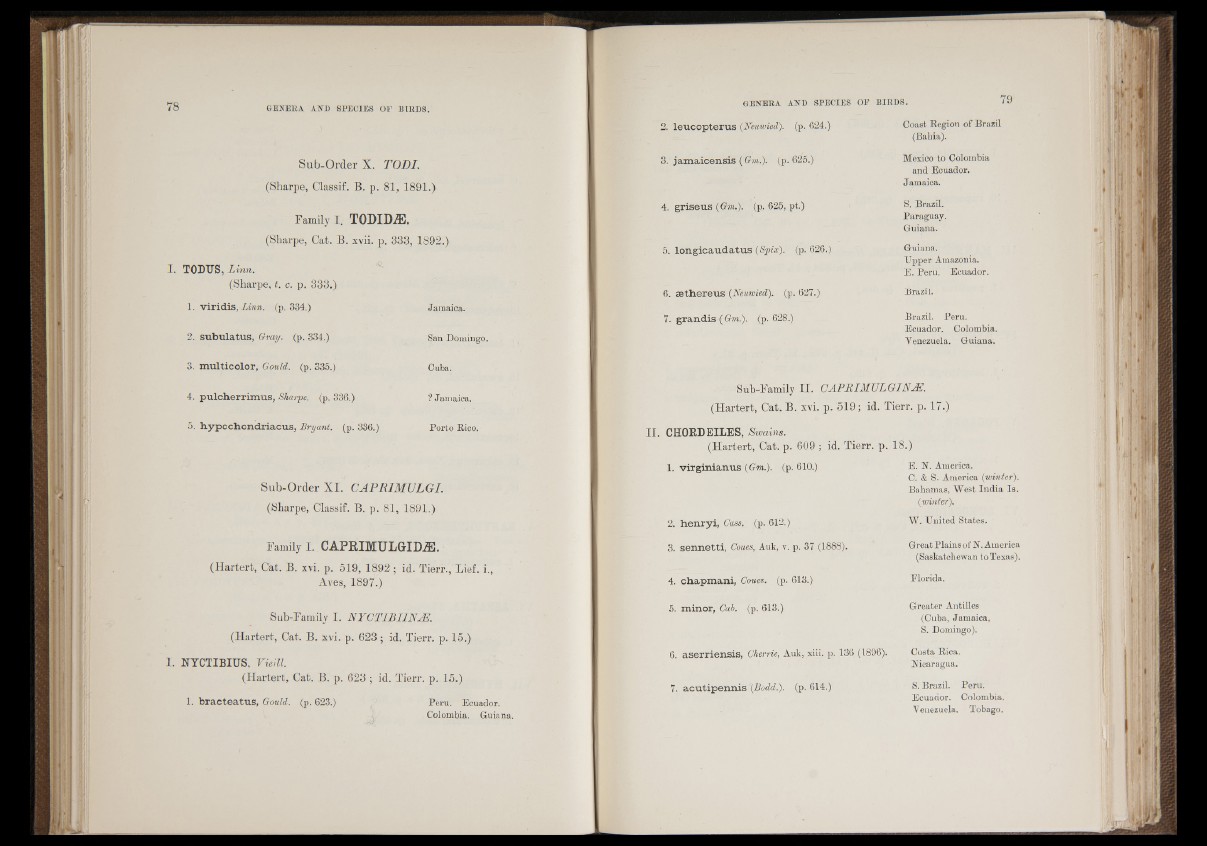 78 GENERA AND SPECIES OF BIRDS.
Sub-Order X. TODI.
(Sharpe, Classif. B. p. 81, 1891.)
Family I. TODIDÆ.
(Sharpe, Cat. B. xvii. p. 333, 1892.)
I. TODUS, Linn.
(Sharpe, t. c. p. 333.)
1. viridis, Linn. (p. 334.) Jamaica.
2. subulatus, Gray. (p. 334.) San Domingo.
3. multicolor, Gould. (p. 335.) Cuba.
4. pulcherrimus, Sharpe. (p. 336.) ? Jamaica.
5. hypochondriacus, Bryant. (p. 336.) Porto Rico.
Sub-Order XI. CAPRIMULGI.
(Sharpe, Classif. B. p. 81, 1891.)
Family I. CAPRIMULGIDÆ.
(Hartert, Cat. B. xvi. p. 519, 1892 ; id. Tierr., Lief. i.,
Aves, 1897.)
Sub-Family I. NYCTIBIINÆ.
(Hartert, Cat. B. xvi. p. 623 ; id. Tierr. p. 15.)
I. NYCTIBIUS, Vieill.
(Hartert, Cat. B. p. 623 ; id. Tierr. p. 15.)
1. bracteatus, Gould. (p. 623.) Peru. Ecuador.
Colombia. Guiana.
GENERA AND SPECIES OF BIRDS. 79
2. leucopterus (Neuwied). (p. 624.) Coast Region of Brazil
(Bahia).
3. jamaicensis (Gm.). (p. 625.) Mexico to Colombia
and Ecuador.
Jamaica.
4. griseus (Gm.). (p. 625, pt.) S. Brazil.
Paraguay.
Guiana.
5. longicaudatus (Spix). (p. 626.) Guiana.
Upper Amazonia.
E. Peru. Ecuador.
6. æthereus (Neuwied). (p. 627.) Brazil.
7. grandis (Gm.). (p. 628.) Brazil. Peru.
Ecuador. Colombia.
Venezuela. Guiana.
Sub-Family II. CAPRIMULGINÆ.
(Hartert, Cat. B. xvi. p. 519; id. Tierr. p. 17.)
II. CHORDEILES, Swains.
(Hartert, Cat. p. 609 ; id. Tierr. p. 18.)
1. virginianus (Gm.). (p. 610.) E. N. America.
C. & S. America (winter).
Bahamas, West India Is.
(winter).
2. henryi, Cass. (p. 612.) W. United States.
3. sennetti, Coues, Auk, v. p. 37 (1888). Great Plains of N. America
(Saskatchewan to Texas).
4. chapmani, Coues. (p. 613.) Florida.
5. minor, Cab. (p. 613.) Greater Antilles
(Cuba, Jamaica,
S. Domingo).
6. aserriensis, Cherrie, Auk, xiii. p. 136 (1896). Costa Rica.
Nicaragua.
7. acutipennis (Bodd.). (p. 614.) S. Brazil. Peru.
Ecuador. Colombia.
Venezuela. Tobago.